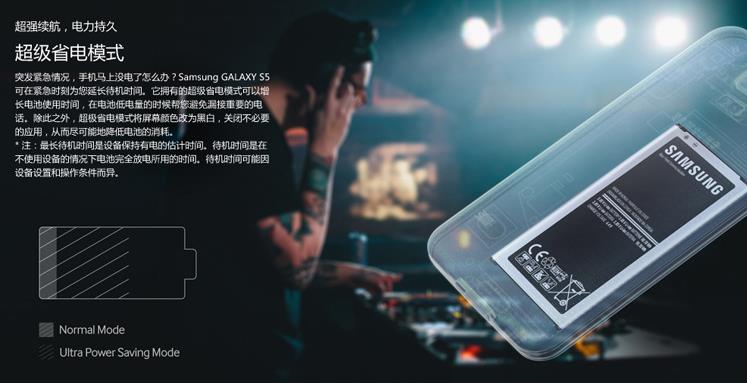 超强续航，电力持久
超级省电模式
突发紧急情况，手机马上没电了怎么办？Samsung GALAXY S5
可在紧急时刻为您延长待机时间。它拥有的超级省电模式可以增
长电池使用时间，在电池低电量的时候帮您避免漏接重要的电
话。除此之外，超极省电模式将屏幕颜色改为黑白，关闭不必要
的应用，从而尽可能地降低电池的消耗。
* 注：最长待机时间是设备保持有电的估计时间。待机时间是在
不使用设备的情况下电池完全放电所用的时间。待机时间可能因
设备设置和操作条件而异。
Normal Mode
Ultra Power Saving Mode
SAMSUNG
CE